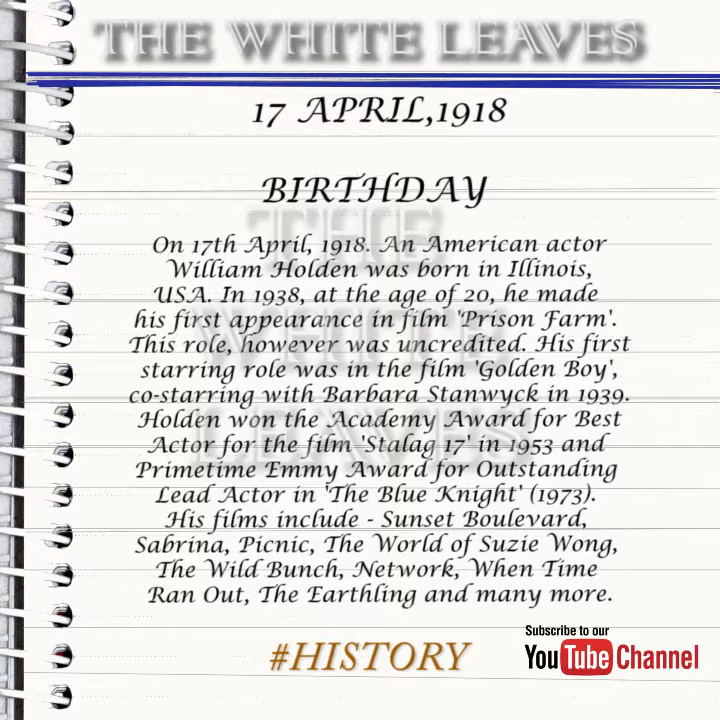 THE WHITE LEAVES
17 APRIL,1918
BIRTHDAY
THE
WHITE
LEAVES
On 17th April, 1918. An American actor
William Holden was born in Illinois,
USA. In 1938, at the age of 20, he made
his first appearance in film 'Prison Farm'.
This role, however was uncredited. His first
starring role was in the film 'Golden Boy',
co-starring with Barbara Stanwyck in 1939.
Holden won the Academy Award for Best
Actor for the film 'Stalag 17' in 1953 and
Primetime Emmy Award for Outstanding
Lead Actor in 'The Blue Knight' (1973).
His films include - Sunset Boulevard,
Sabrina, Picnic, The World of Suzie Wong,
The Wild Bunch, Network, When Time
Ran Out, The Earthling and many more.
#HISTORY
Subscribe to our
YouTube Channel